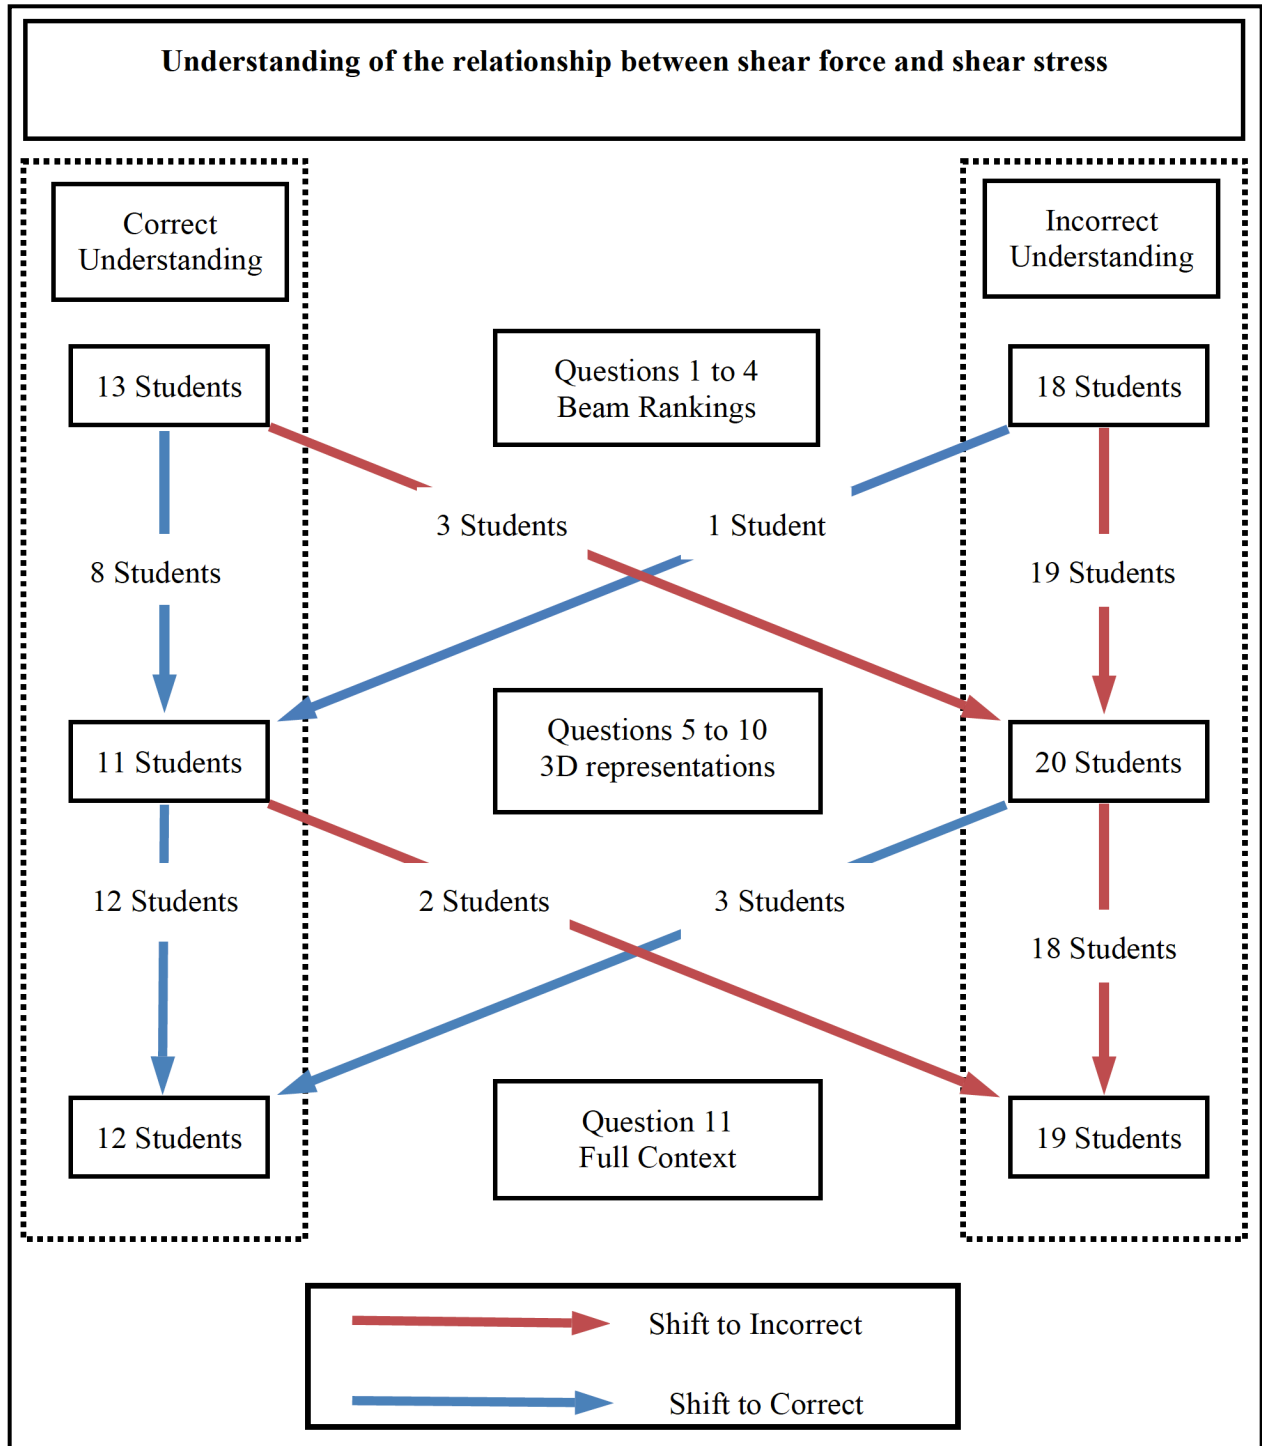 Understanding of the relationship between shear force and shear stress
Correct
Understanding
Incorrect
Understanding
13 Students
Questions 1 to 4
Beam Rankings
18 Students
3 Students
1 Student
8 Students
19 Students
11 Students
Questions 5 to 10
3D representations
20 Students
12 Students
2 Students
3 Students
18 Students
12 Students
Question 11
Full Context
19 Students
Shift to Incorrect
Shift to Correct